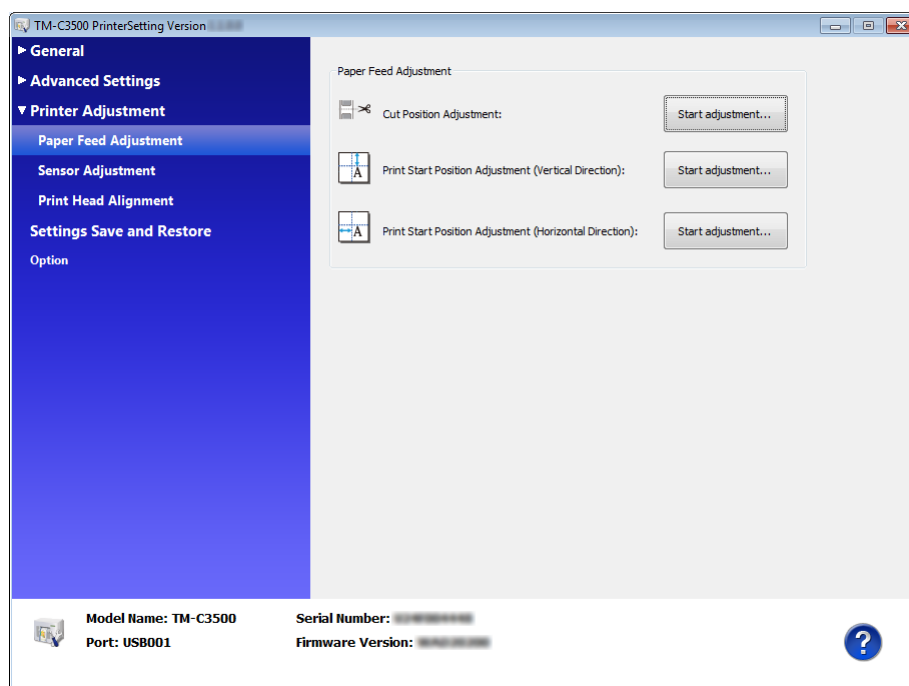 TM-C3500 PrinterSetting Version
General
Advanced Settings
Printer Adjustment
Paper Feed Adjustment
Sensor Adjustment
Print Head Alignment
Settings Save and Restore
Option
Paper Feed Adjustment
Cut Position Adjustment: Start adjustment...
A Print Start Position Adjustment (Vertical Direction): Start adjustment...
A Print Start Position Adjustment (Horizontal Direction): Start adjustment...
Model Name: TM-C3500 Serial Number:
Port: USB001 Firmware Version:
?